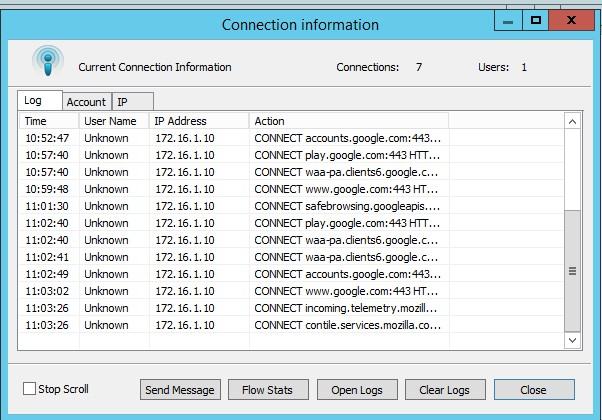 Connection information
Current Connection Information Connections: 7 Users: 1
Log Account IP
Time User Name IP Address Action
10:52:47 Unknown 172.16.1.10 CONNECT accounts.google.com:443...
10:57:40 Unknown 172.16.1.10 CONNECT play.google.com:443 HTT...
10:57:40 Unknown 172.16.1.10 CONNECT waa-pa.clients6.google.c...
10:59:48 Unknown 172.16.1.10 CONNECT www.google.com:443 HT...
11:01:30 Unknown 172.16.1.10 CONNECT safebrowsing.googleapis....
11:02:40 Unknown 172.16.1.10 CONNECT play.google.com:443 HTT...
11:02:40 Unknown 172.16.1.10 CONNECT waa-pa.clients6.google.c...
11:02:41 Unknown 172.16.1.10 CONNECT waa-pa.clients6.google.c...
11:02:49 Unknown 172.16.1.10 CONNECT accounts.google.com:443...
11:03:02 Unknown 172.16.1.10 CONNECT www.google.com:443 HT...
11:03:26 Unknown 172.16.1.10 CONNECT incoming.telemetry.mozill...
11:03:26 Unknown 172.16.1.10 CONNECT contile.services.mozilla.co...
Stop Scroll Send Message Flow Stats Open Logs Clear Logs Close